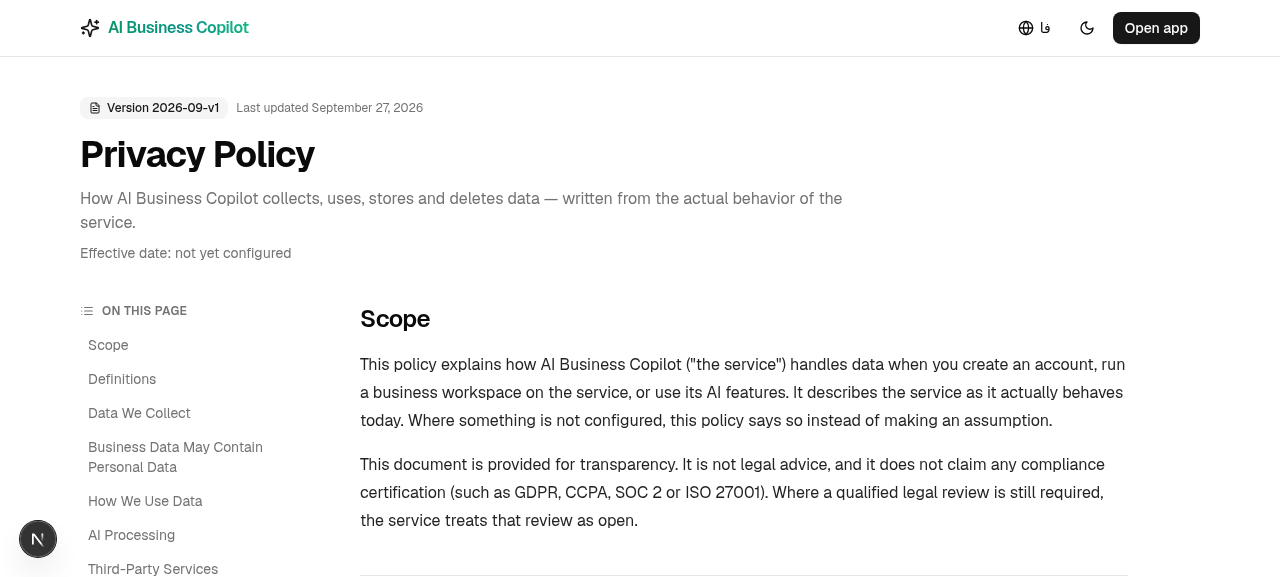 AI Business Copilot
فا
Open app
Version 2026-09-v1
Last updated September 27, 2026
Privacy Policy
How AI Business Copilot collects, uses, stores and deletes data — written from the actual behavior of the
service.
Effective date: not yet configured
ON THIS PAGE
Scope
Definitions
Data We Collect
Business Data May Contain
Personal Data
How We Use Data
AI Processing
Third-Party Services
N
Scope
This policy explains how AI Business Copilot ("the service") handles data when you create an account, run
a business workspace on the service, or use its AI features. It describes the service as it actually behaves
today. Where something is not configured, this policy says so instead of making an assumption.
This document is provided for transparency. It is not legal advice, and it does not claim any compliance
certification (such as GDPR, CCPA, SOC 2 or ISO 27001). Where a qualified legal review is still required,
the service treats that review as open.